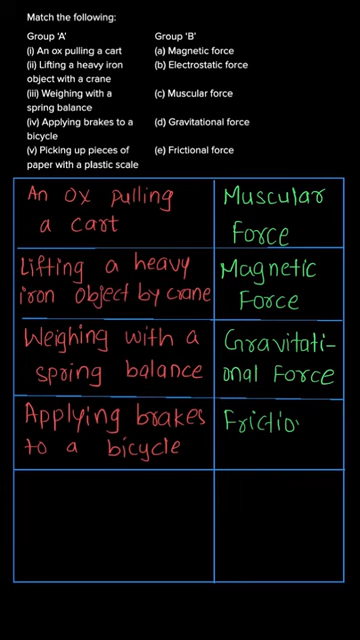 Match the following:
Group 'A' Group 'B'
(i) An ox pulling a cart (a) Magnetic force
(ii) Lifting a heavy iron (b) Electrostatic force
object with a crane
(iii) Weighing with a (c) Muscular force
spring balance
(iv) Applying brakes to a (d) Gravitational force
bicycle
(v) Picking up pieces of (e) Frictional force
paper with a plastic scale
An ox pulling
a cart
Muscular
Force
Lifting a heavy
iron object by crane
Magnetic
Force
Weighing with a
spring balance
Gravitati-
onal Force
Applying brakes
to a bicycle
Frictio